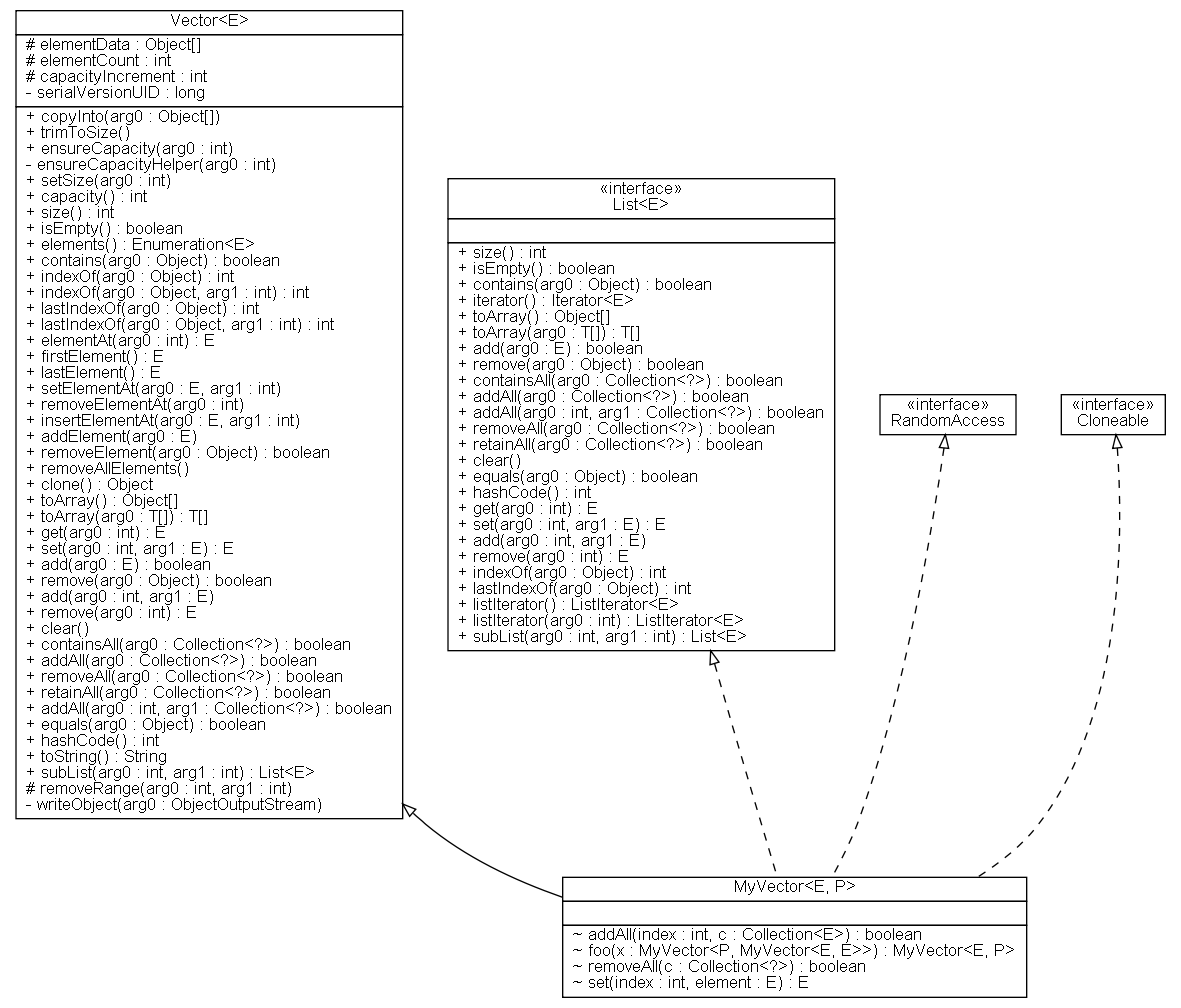 Vector<E>
# elementData : Object[]
# elementCount : int
# capacityIncrement : int
- serialVersionUID : long
+ copyInto(arg0 : Object[])
+ trimToSize()
+ ensureCapacity(arg0 : int)
- ensureCapacityHelper(arg0 : int)
+ setSize(arg0 : int)
+ capacity() : int
+ size() : int
+ isEmpty() : boolean
+ elements() : Enumeration<E>
+ contains(arg0 : Object) : boolean
+ indexOf(arg0 : Object) : int
+ indexOf(arg0 : Object, arg1 : int) : int
+ lastIndexOf(arg0 : Object) : int
+ lastIndexOf(arg0 : Object, arg1 : int) : int
+ elementAt(arg0 : int) : E
+ firstElement() : E
+ lastElement() : E
+ setElementAt(arg0 : E, arg1 : int)
+ removeElementAt(arg0 : int)
+ insertElementAt(arg0 : E, arg1 : int)
+ addElement(arg0 : E)
+ removeElement(arg0 : Object) : boolean
+ removeAllElements()
+ clone() : Object
+ toArray() : Object[]
+ toArray(arg0 : T[]) : T[]
+ get(arg0 : int) : E
+ set(arg0 : int, arg1 : E) : E
+ add(arg0 : E) : boolean
+ remove(arg0 : Object) : boolean
+ add(arg0 : int, arg1 : E)
+ remove(arg0 : int) : E
+ clear()
+ containsAll(arg0 : Collection<?>) : boolean
+ addAll(arg0 : Collection<?>) : boolean
+ removeAll(arg0 : Collection<?>) : boolean
+ retainAll(arg0 : Collection<?>) : boolean
+ addAll(arg0 : int, arg1 : Collection<?>) : boolean
+ equals(arg0 : Object) : boolean
+ hashCode() : int
+ toString() : String
+ subList(arg0 : int, arg1 : int) : List<E>
# removeRange(arg0 : int, arg1 : int)
- writeObject(arg0 : ObjectOutputStream)
«interface»
List<E>
+ size() : int
+ isEmpty() : boolean
+ contains(arg0 : Object) : boolean
+ iterator() : Iterator<E>
+ toArray() : Object[]
+ toArray(arg0 : T[]) : T[]
+ add(arg0 : E) : boolean
+ remove(arg0 : Object) : boolean
+ containsAll(arg0 : Collection<?>) : boolean
+ addAll(arg0 : Collection<?>) : boolean
+ addAll(arg0 : int, arg1 : Collection<?>) : boolean
+ removeAll(arg0 : Collection<?>) : boolean
+ retainAll(arg0 : Collection<?>) : boolean
+ clear()
+ equals(arg0 : Object) : boolean
+ hashCode() : int
+ get(arg0 : int) : E
+ set(arg0 : int, arg1 : E) : E
+ add(arg0 : int, arg1 : E)
+ remove(arg0 : int) : E
+ indexOf(arg0 : Object) : int
+ lastIndexOf(arg0 : Object) : int
+ listIterator() : ListIterator<E>
+ listIterator(arg0 : int) : ListIterator<E>
+ subList(arg0 : int, arg1 : int) : List<E>
«interface»
RandomAccess
«interface»
Cloneable
MyVector<E, P>
~ addAll(index : int, c : Collection<E>) : boolean
~ foo(x : MyVector<P, MyVector<E, E>>) : MyVector<E, P>
~ removeAll(c : Collection<?>) : boolean
~ set(index : int, element : E) : E